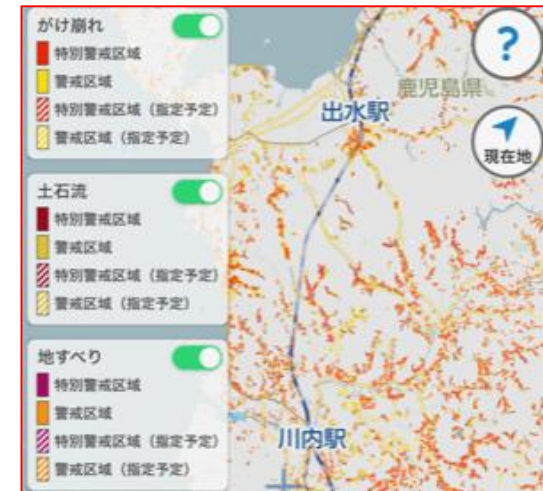 がけ崩れ
特別警戒区域
警戒区域
特別警戒区域（指定予定）
警戒区域（指定予定）
土石流
特別警戒区域
警戒区域
特別警戒区域（指定予定）
警戒区域（指定予定）
地すべり
特別警戒区域
警戒区域
特別警戒区域（指定予定）
警戒区域（指定予定）
?
鹿児島県
出水駅
現在地
川内駅